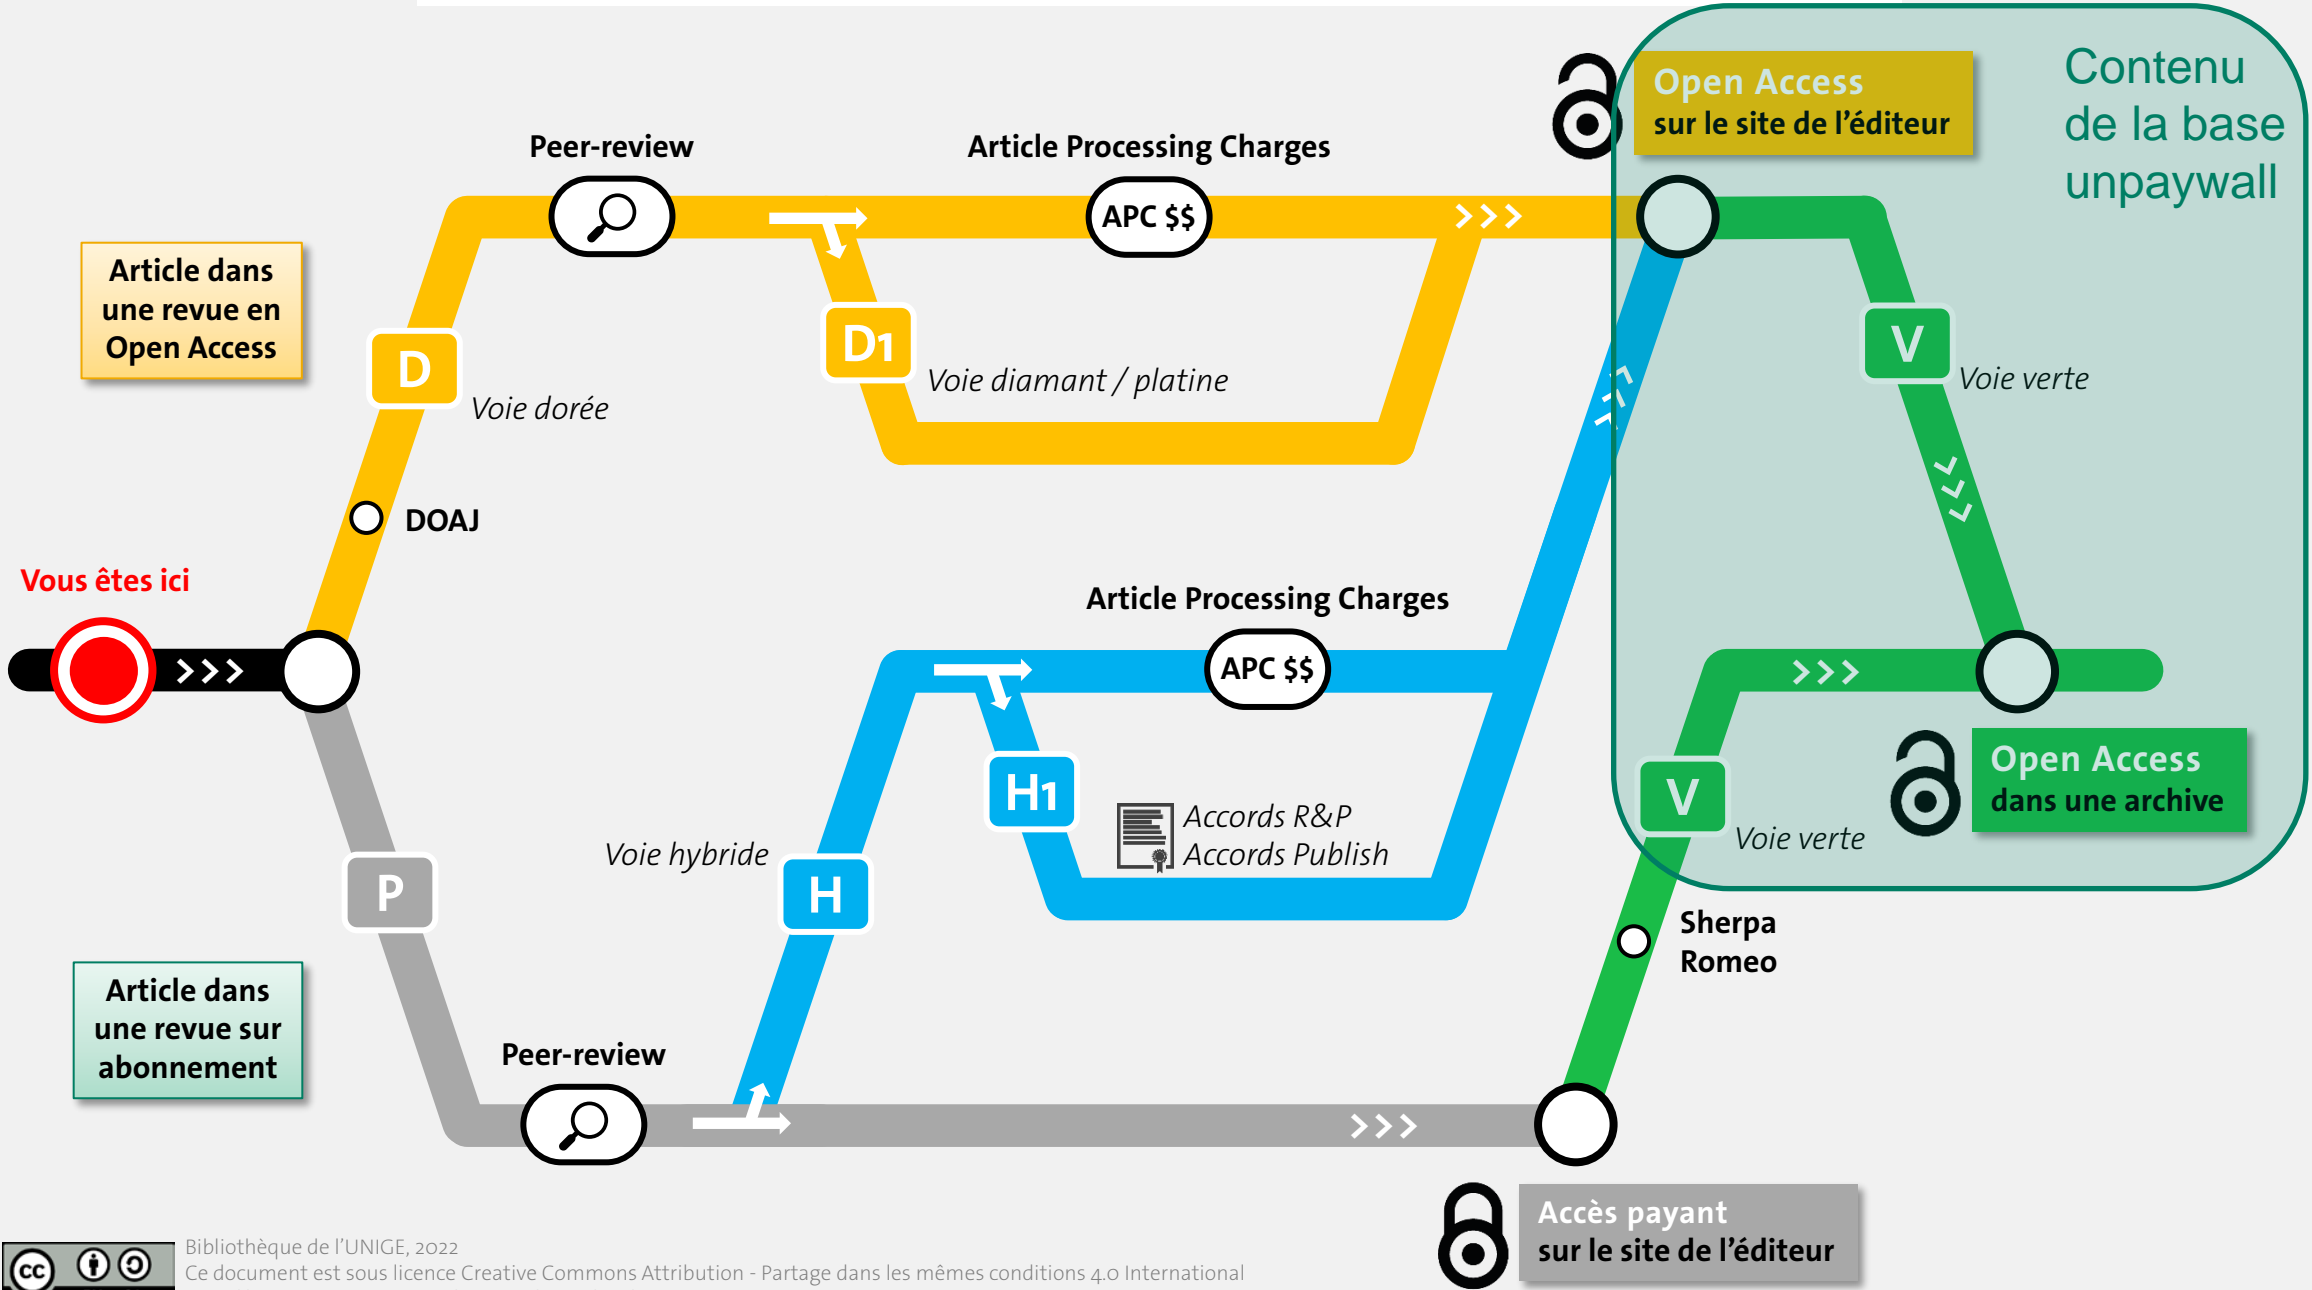 Contenu
de la base
unpaywall
Open Access
sur le site de l’éditeur
Peer-review
Article Processing Charges
APC $$
Article dans
une revue en
Open Access
D
Voie dorée
D1
Voie diamant / platine
V
Voie verte
DOAJ
Vous êtes ici
Article Processing Charges
APC $$
H1
Accords R&P
Accords Publish
Voie hybride
H
P
V
Voie verte
Open Access
dans une archive
Sherpa
Romeo
Article dans
une revue sur
abonnement
Peer-review
Accès payant
sur le site de l’éditeur
cc
Bibliothèque de l’UNIGE, 2022
Ce document est sous licence Creative Commons Attribution - Partage dans les mêmes conditions 4.0 International